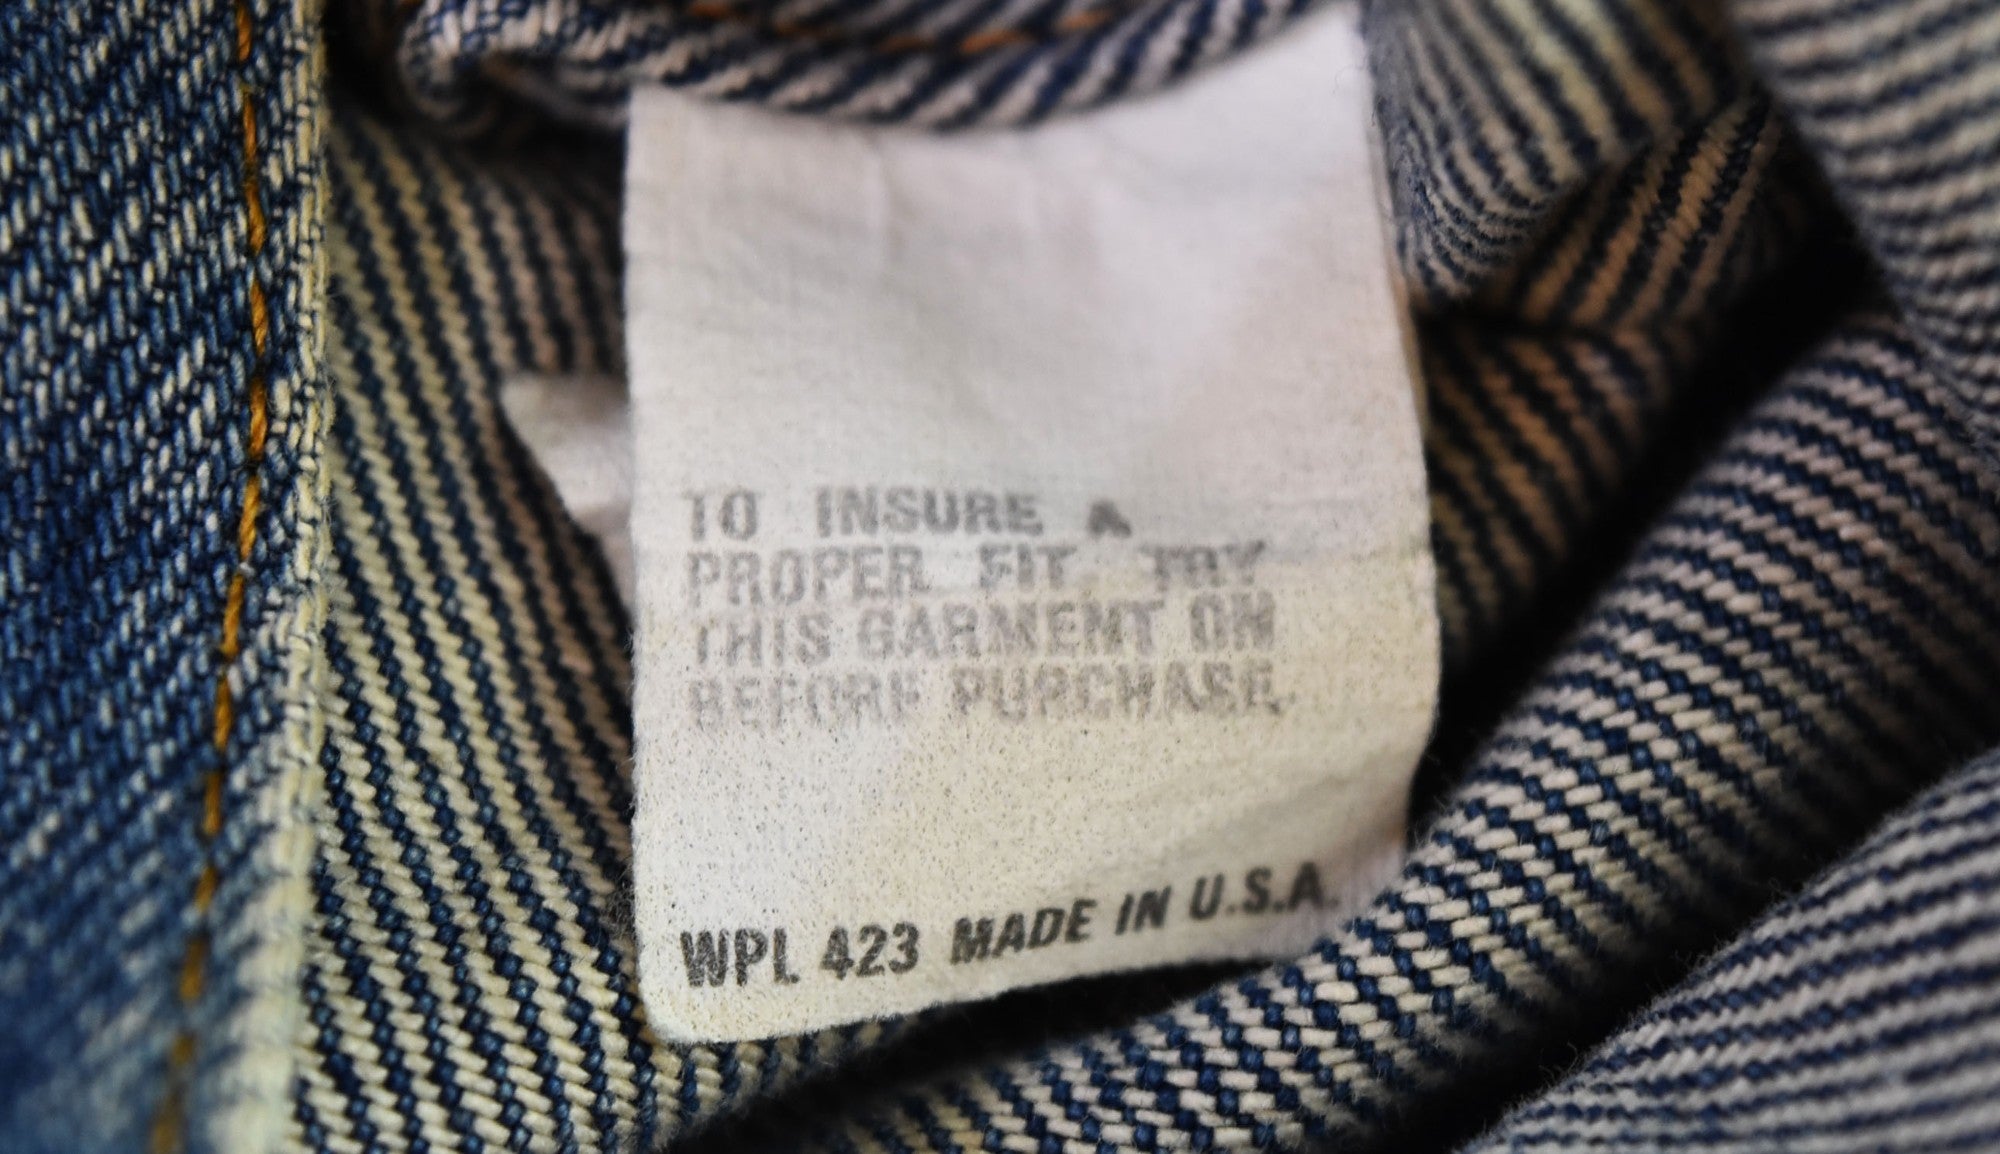 TO INSURE A
PROPER FIT, TRY
THIS GARMENT ON
BEFORE PURCHASE.
WPL 423 MADE IN U.S.A.